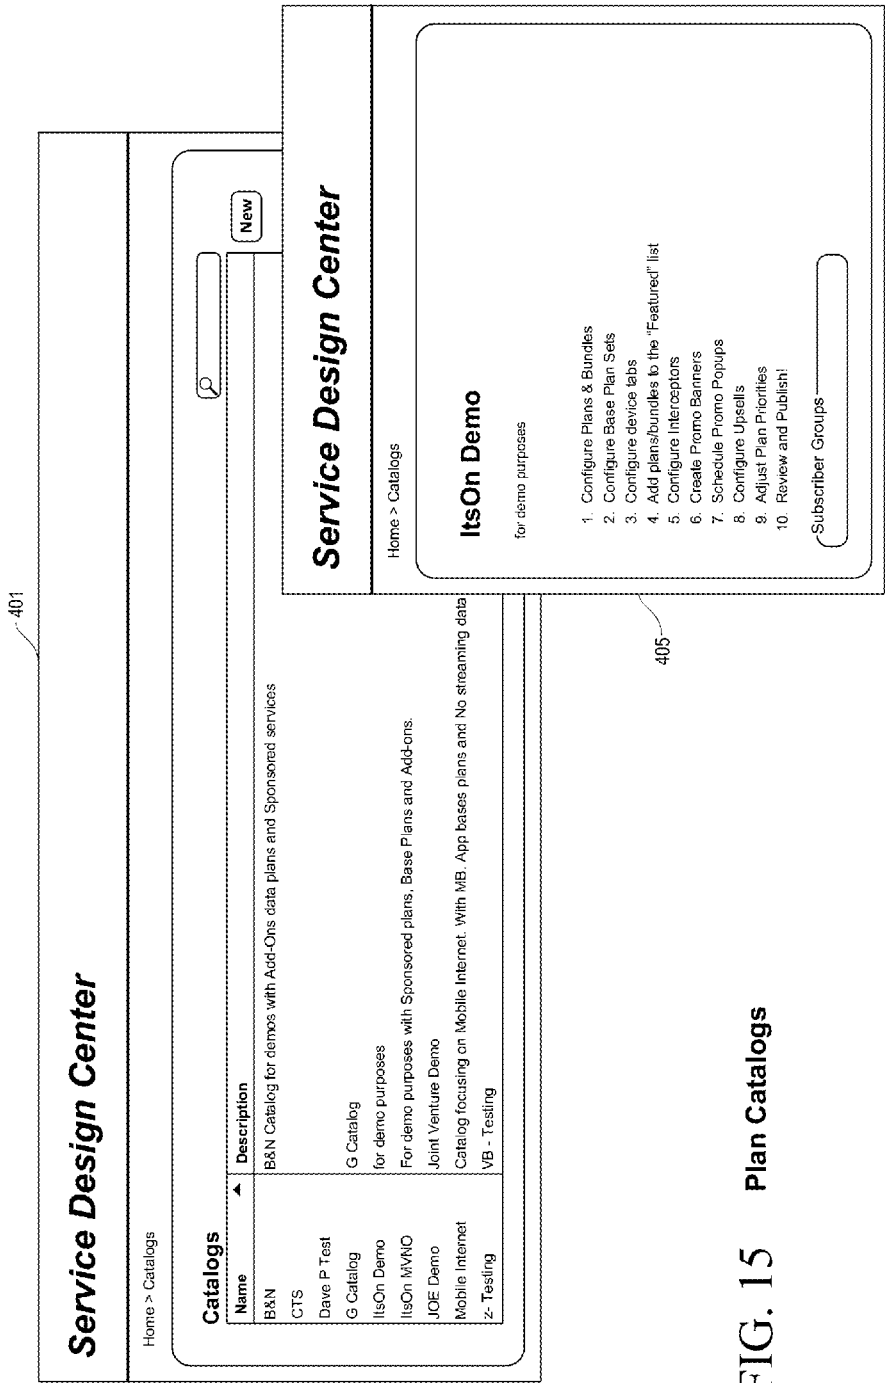 401
Service Design Center
Home > Catalogs
Catalogs
New
Name Description
B&N B&N Catalog for demos with Add-Ons data plans and Sponsored services
CTS
Dave P Test
G Catalog G Catalog
ItsOn Demo for demo purposes
ItsOn MVNO For demo purposes with Sponsored plans, Base Plans and Add-ons.
JOE Demo Joint Venture Demo
Mobile Internet Catalog focusing on Mobile Internet. With MB. App bases plans and No streaming data
z- Testing VB - Testing
405
Service Design Center
Home > Catalogs
ItsOn Demo
for demo purposes
1. Configure Plans & Bundles
2. Configure Base Plan Sets
3. Configure device tabs
4. Add plans/bundles to the "Featured" list
5. Configure Interceptors
6. Create Promo Banners
7. Schedule Promo Popups
8. Configure Upsells
9. Adjust Plan Priorities
10. Review and Publish!
Subscriber Groups
FIG. 15 Plan Catalogs